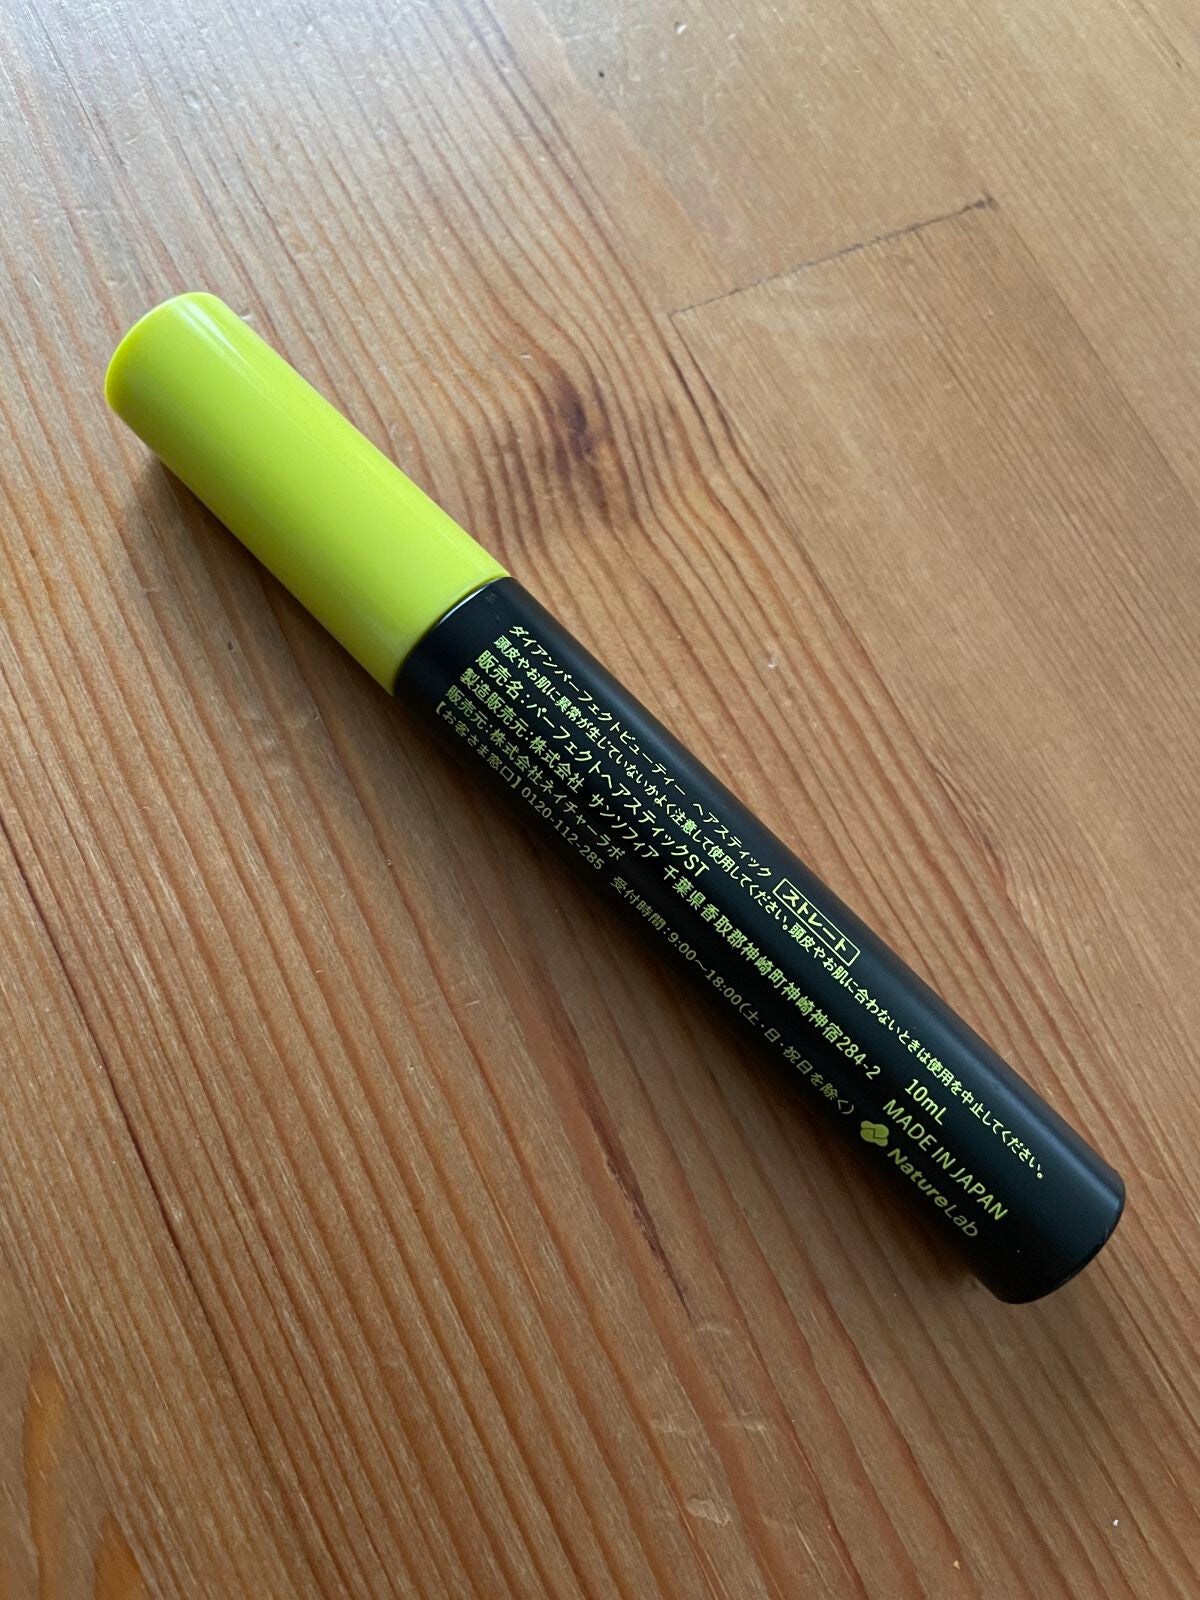 ダイアンパーフェクトビューティー ヘアスティック ストレート
頭皮やお肌に異常が生じていないかよく注意して使用してください。頭皮やお肌に合わないときは使用を中止してください。
販売名:パーフェクトヘアスティックST 10mL
製造販売元:株式会社 サンソフィア 千葉県香取郡神崎町神崎神宿284-2 MADE IN JAPAN
販売元:株式会社ネイチャーラボ NatureLab
【お客さま窓口】0120-112-285 受付時間:9:00〜18:00(土・日・祝日を除く)